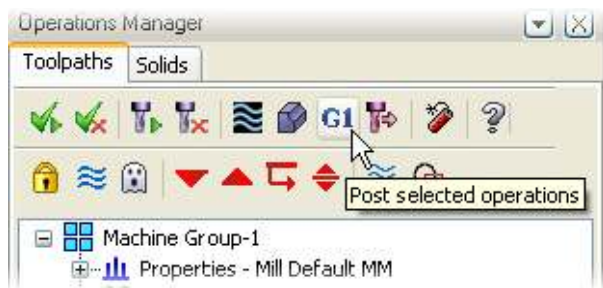 Operations Manager
Toolpaths Solids
G1
Post selected operations
Machine Group-1
Properties - Mill Default MM